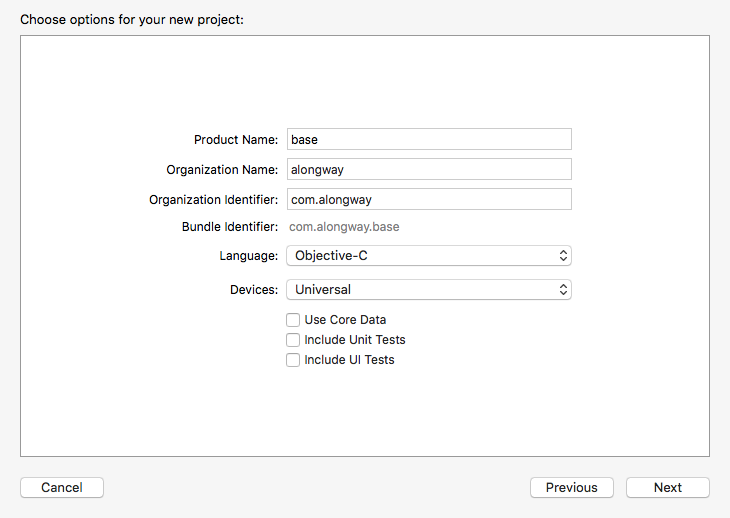 Choose options for your new project:
Product Name: base
Organization Name: alongway
Organization Identifier: com.alongway
Bundle Identifier: com.alongway.base
Language: Objective-C
Devices: Universal
Use Core Data
Include Unit Tests
Include UI Tests
Cancel Previous Next